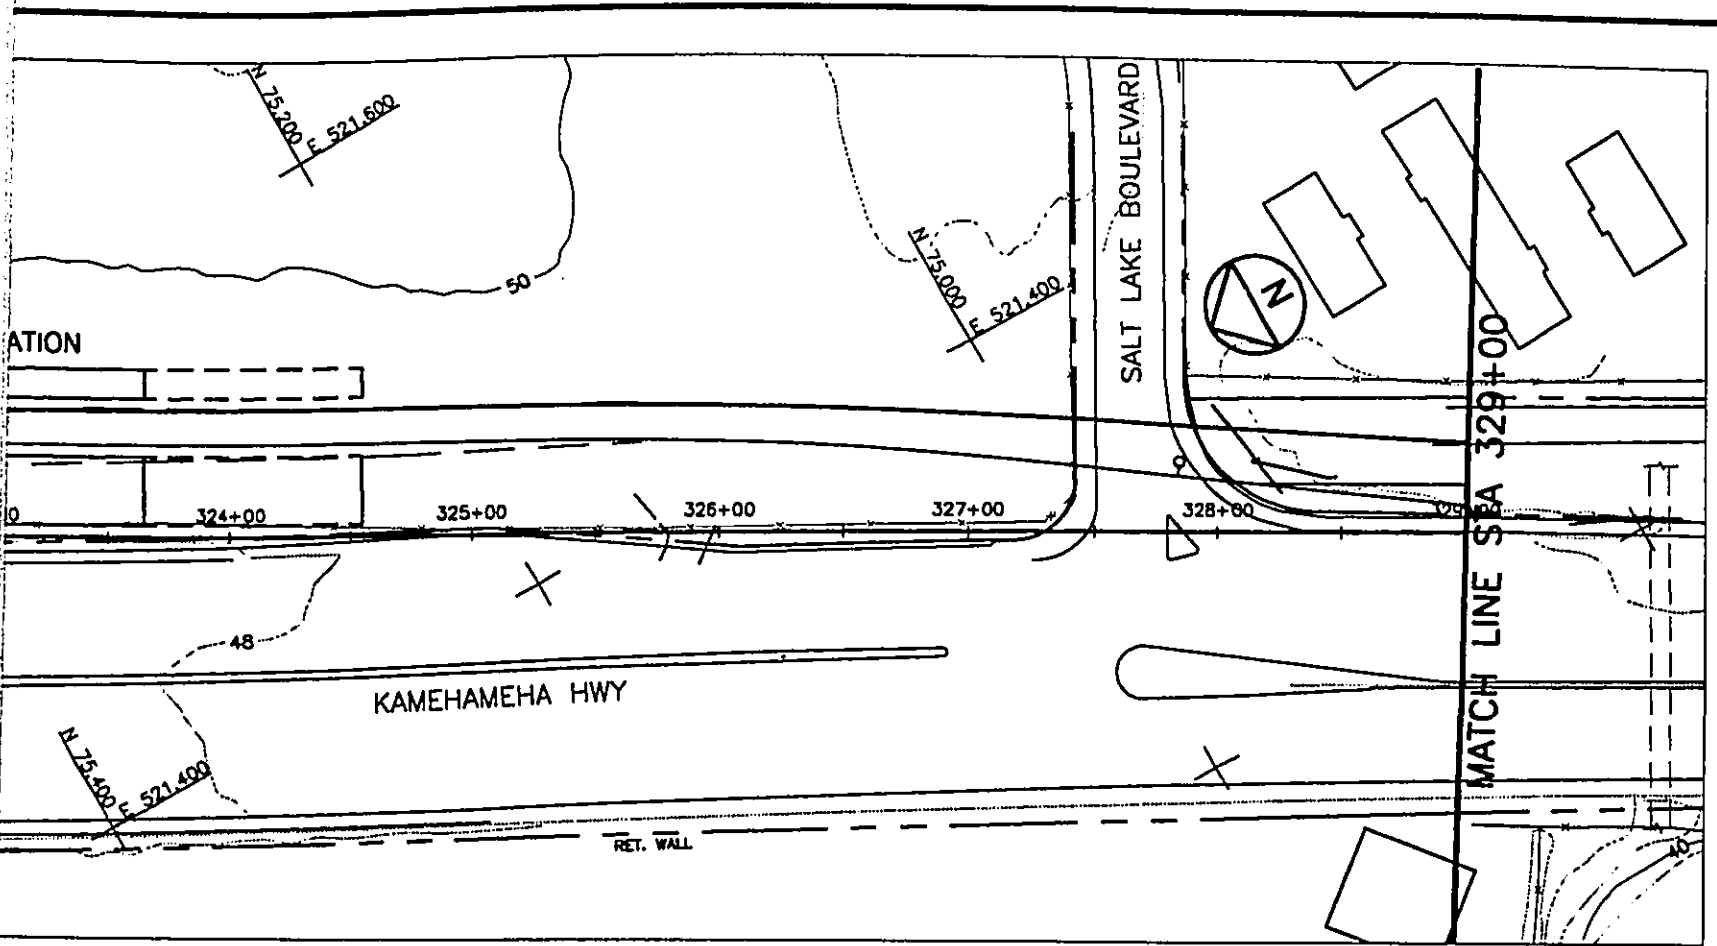 N 75,200
E 521,600
SALT LAKE BOULEVARD
N 75,000
E 521,400
50
N
ATION
MATCH LINE STA 329+00
0
324+00
325+00
326+00
327+00
328+00
48
KAMEHAMEHA HWY
N 75,400
E 521,400
RET. WALL
40